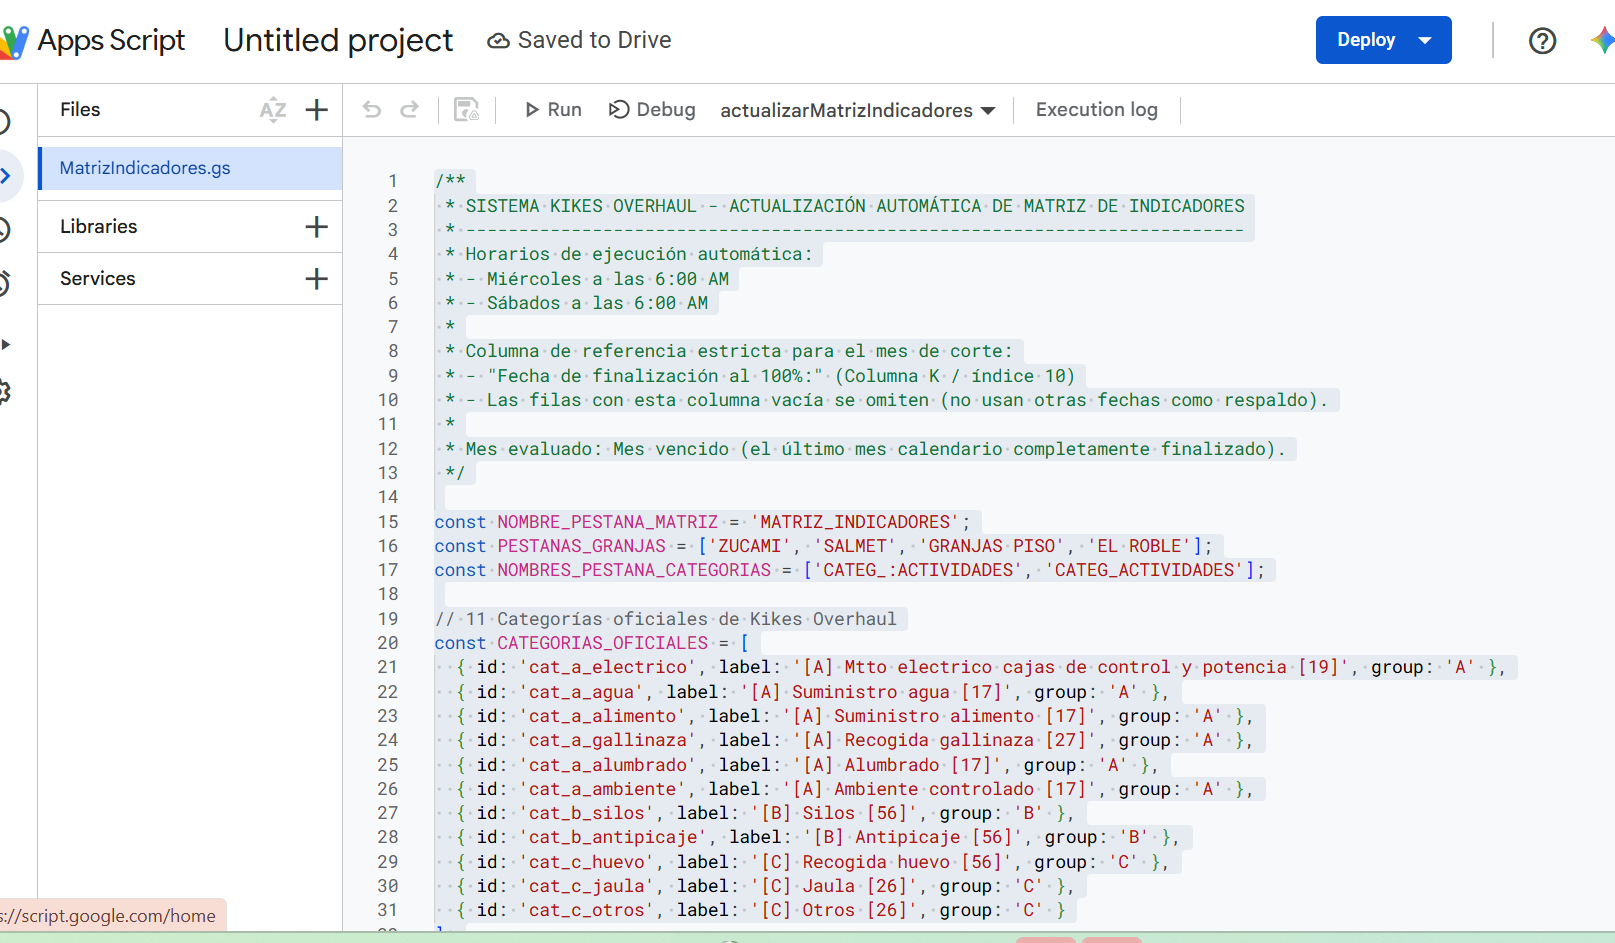 Apps Script
Untitled project
Saved to Drive
Deploy
Files
AZ
Run
Debug
actualizarMatrizIndicadores
Execution log
MatrizIndicadores.gs
Libraries
Services
1 /**
2 * SISTEMA KIKES OVERHAUL - ACTUALIZACIÓN AUTOMÁTICA DE MATRIZ DE INDICADORES
3 * --------------------------------------------------------------------------
4 * Horarios de ejecución automática:
5 * - Miércoles a las 6:00 AM
6 * - Sábados a las 6:00 AM
7 *
8 * Columna de referencia estricta para el mes de corte:
9 * - "Fecha de finalización al 100%:" (Columna K / índice 10)
10 * - Las filas con esta columna vacía se omiten (no usan otras fechas como respaldo).
11 *
12 * Mes evaluado: Mes vencido (el último mes calendario completamente finalizado).
13 */
14
15 const NOMBRE_PESTANA_MATRIZ = 'MATRIZ_INDICADORES';
16 const PESTANAS_GRANJAS = ['ZUCAMI', 'SALMET', 'GRANJAS PISO', 'EL ROBLE'];
17 const NOMBRES_PESTANA_CATEGORIAS = ['CATEG_:ACTIVIDADES', 'CATEG_ACTIVIDADES'];
18
19 // 11 Categorías oficiales de Kikes Overhaul
20 const CATEGORIAS_OFICIALES = [
21 { id: 'cat_a_electrico', label: '[A] Mtto electrico cajas de control y potencia [19]', group: 'A' },
22 { id: 'cat_a_agua', label: '[A] Suministro agua [17]', group: 'A' },
23 { id: 'cat_a_alimento', label: '[A] Suministro alimento [17]', group: 'A' },
24 { id: 'cat_a_gallinaza', label: '[A] Recogida gallinaza [27]', group: 'A' },
25 { id: 'cat_a_alumbrado', label: '[A] Alumbrado [17]', group: 'A' },
26 { id: 'cat_a_ambiente', label: '[A] Ambiente controlado [17]', group: 'A' },
27 { id: 'cat_b_silos', label: '[B] Silos [56]', group: 'B' },
28 { id: 'cat_b_antipicaje', label: '[B] Antipicaje [56]', group: 'B' },
29 { id: 'cat_c_huevo', label: '[C] Recogida huevo [56]', group: 'C' },
30 { id: 'cat_c_jaula', label: '[C] Jaula [26]', group: 'C' },
31 { id: 'cat_c_otros', label: '[C] Otros [26]', group: 'C' }
s://script.google.com/home